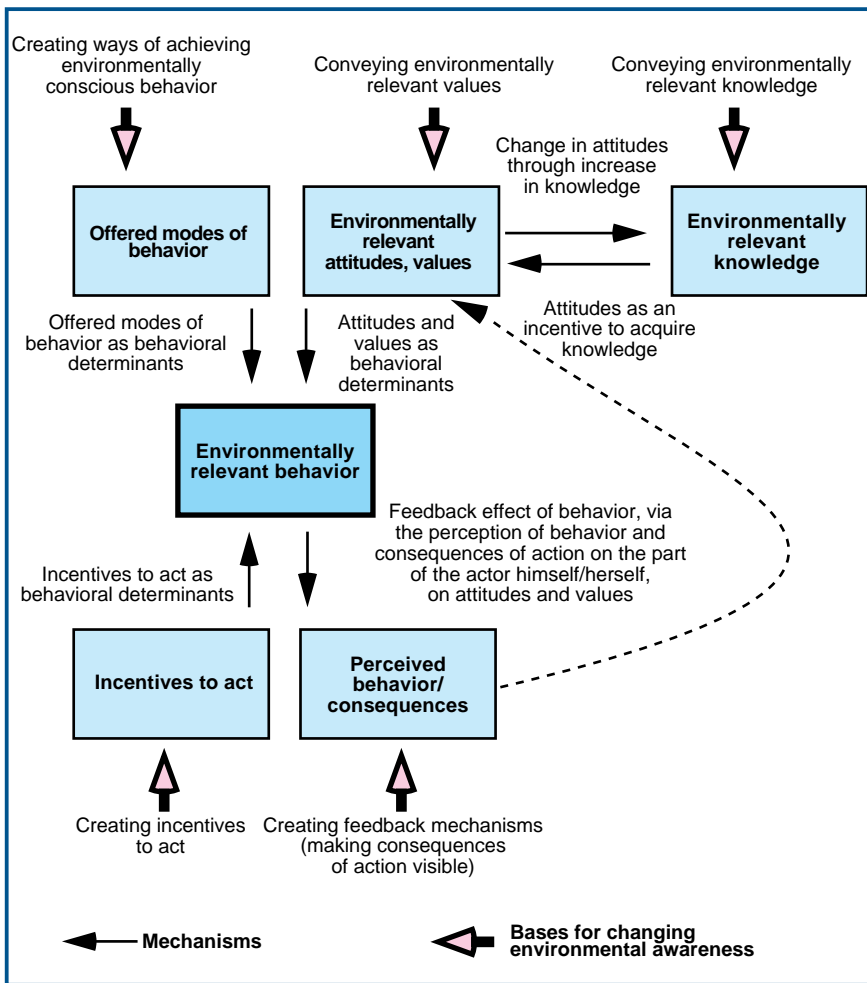 Creating ways of achieving
environmentally
conscious behavior
Conveying environmentally
relevant values
Conveying environmentally
relevant knowledge
Change in attitudes
through increase
in knowledge
Offered modes of
behavior
Environmentally
relevant
attitudes, values
Environmentally
relevant
knowledge
Offered modes of
behavior as behavioral
determinants
Attitudes and
values as
behavioral
determinants
Attitudes as an
incentive to acquire
knowledge
Environmentally
relevant behavior
Feedback effect of behavior, via
the perception of behavior and
consequences of action on the part
of the actor himself/herself,
on attitudes and values
Incentives to act as
behavioral determinants
Incentives to act
Perceived
behavior/
consequences
Creating incentives
to act
Creating feedback mechanisms
(making consequences
of action visible)
Mechanisms
Bases for changing
environmental awareness